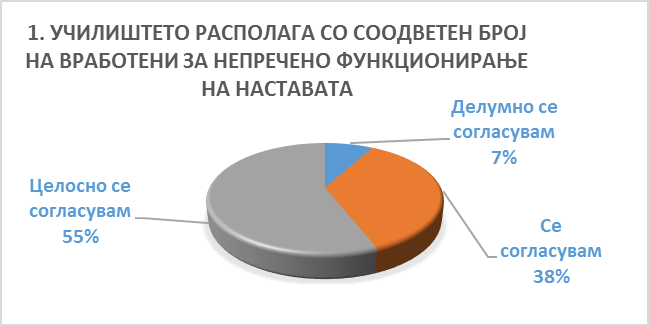 1. УЧИЛИШТЕТО РАСПОЛАГА СО СООДВЕТЕН БРОЈ
НА ВРАБОТЕНИ ЗА НЕПРЕЧЕНО ФУНКЦИОНИРАЊЕ
НА НАСТАВАТА
Делумно се
согласувам
7%
Целосно се
согласувам
55%
Се
согласувам
38%